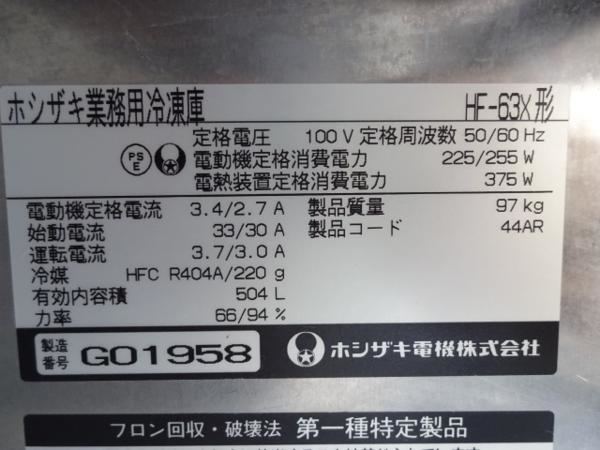 ホシザキ業務用冷凍庫 HF-63X形
定格電圧 100V 定格周波数 50/60 Hz
PS
E
電動機定格消費電力 225/255 W
電熱装置定格消費電力 375 W
電動機定格電流 3.4/2.7 A 製品質量 97 kg
始動電流 33/30 A 製品コード 44AR
運転電流 3.7/3.0 A
冷媒 HFC R404A/220 g
有効内容積 504 L
力率 66/94 %
製造
番号 G01958 ホシザキ電機株式会社
フロン回収・破壊法 第一種特定製品